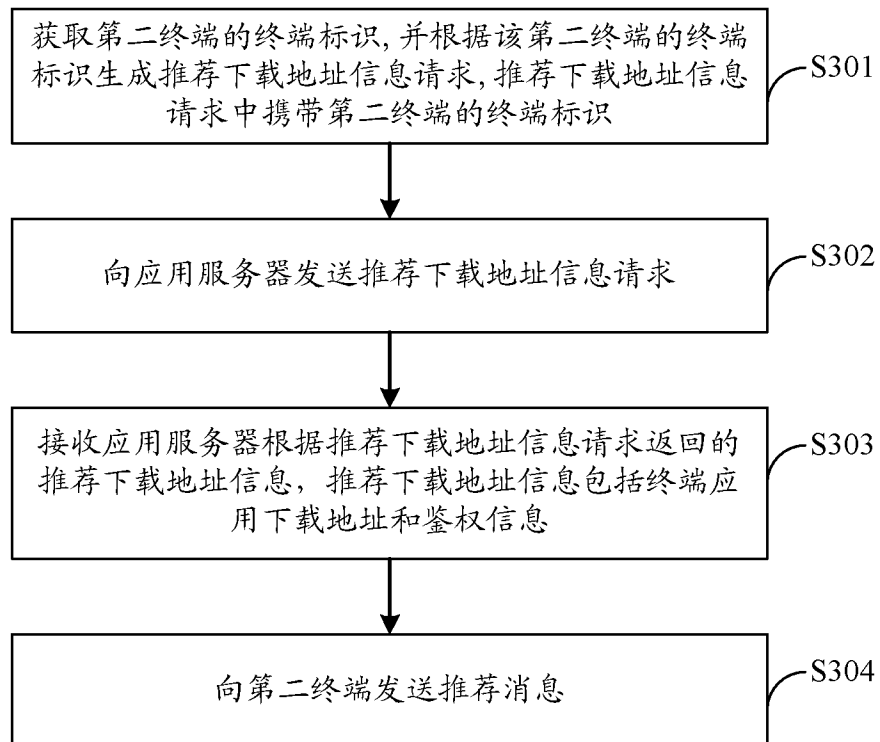 获取第二终端的终端标识,并根据该第二终端的终端
标识生成推荐下载地址信息请求,推荐下载地址信息
请求中携带第二终端的终端标识
S301
向应用服务器发送推荐下载地址信息请求
S302
接收应用服务器根据推荐下载地址信息请求返回的
推荐下载地址信息，推荐下载地址信息包括终端应
用下载地址和鉴权信息
S303
向第二终端发送推荐消息
S304